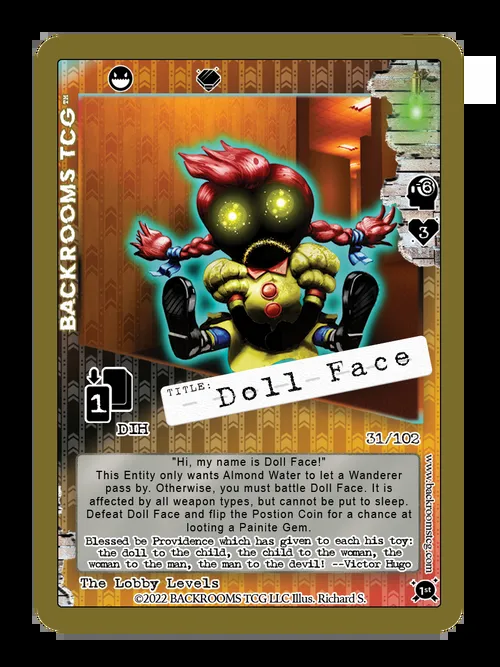 BACKROOMS TCG™
6
3
TITLE: Doll Face
1
DIH
31/102
"Hi, my name is Doll Face!"
This Entity only wants Almond Water to let a Wanderer
pass by. Otherwise, you must battle Doll Face. It is
affected by all weapon types, but cannot be put to sleep.
Defeat Doll Face and flip the Postion Coin for a chance at
looting a Painite Gem.
Blessed be Providence which has given to each his toy:
the doll to the child, the child to the woman, the
woman to the man, the man to the devil! --Victor Hugo
www.backroomstcg.com
The Lobby Levels
©2022 BACKROOMS TCG LLC Illus. Richard S.
1st